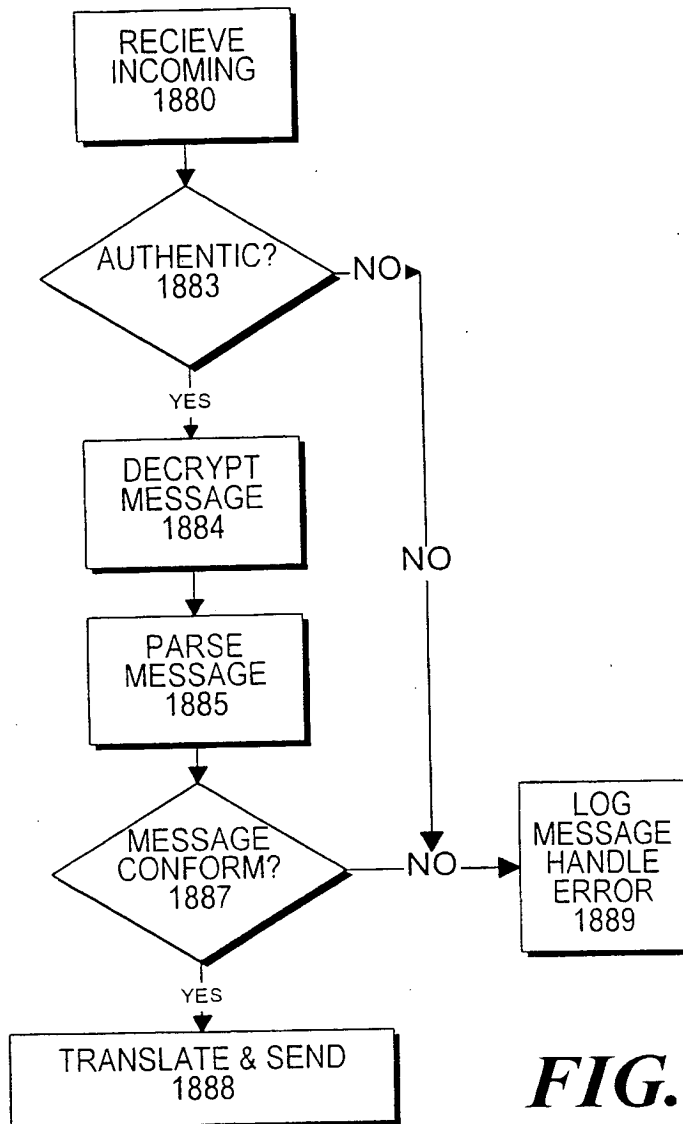 RECIEVE
INCOMING
1880
AUTHENTIC?
1883
NO
YES
DECRYPT
MESSAGE
1884
NO
PARSE
MESSAGE
1885
MESSAGE
CONFORM?
1887
NO
LOG
MESSAGE
HANDLE
ERROR
1889
YES
TRANSLATE & SEND
1888
FIG.